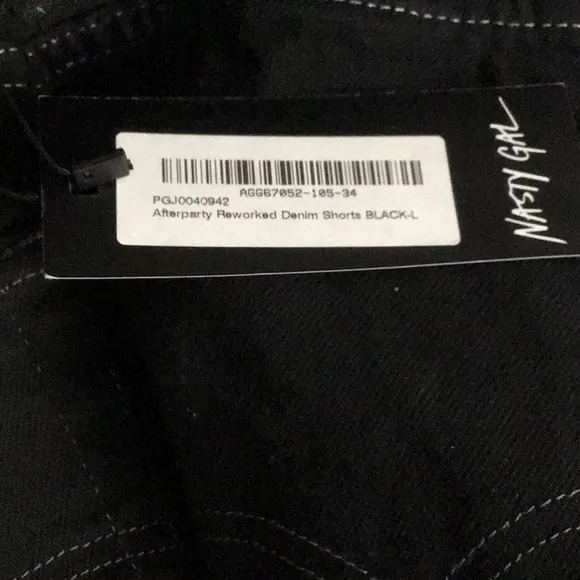 AGG67052-105-34
PGJ0040942
Afterparty Reworked Denim Shorts BLACK-L
NASTY GAL